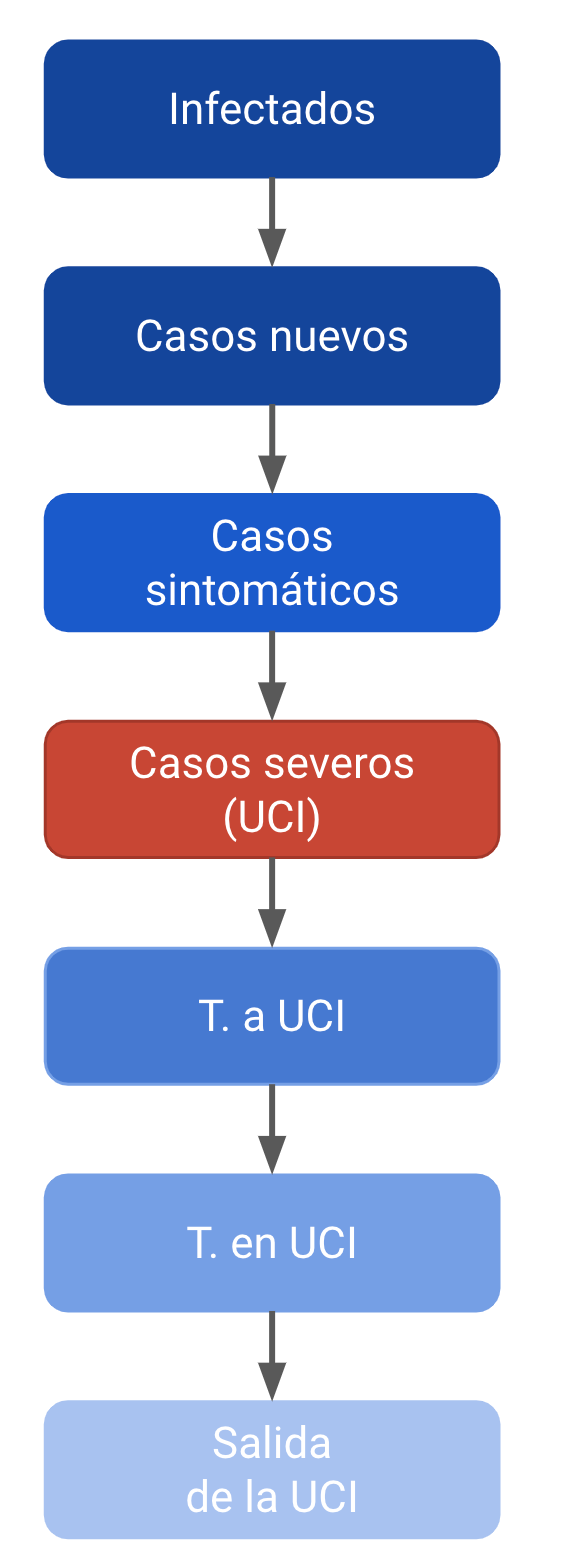 Infectados
Casos nuevos
Casos
sintomáticos
Casos severos
(UCI)
T. a UCI
T. en UCI
Salida
de la UCI